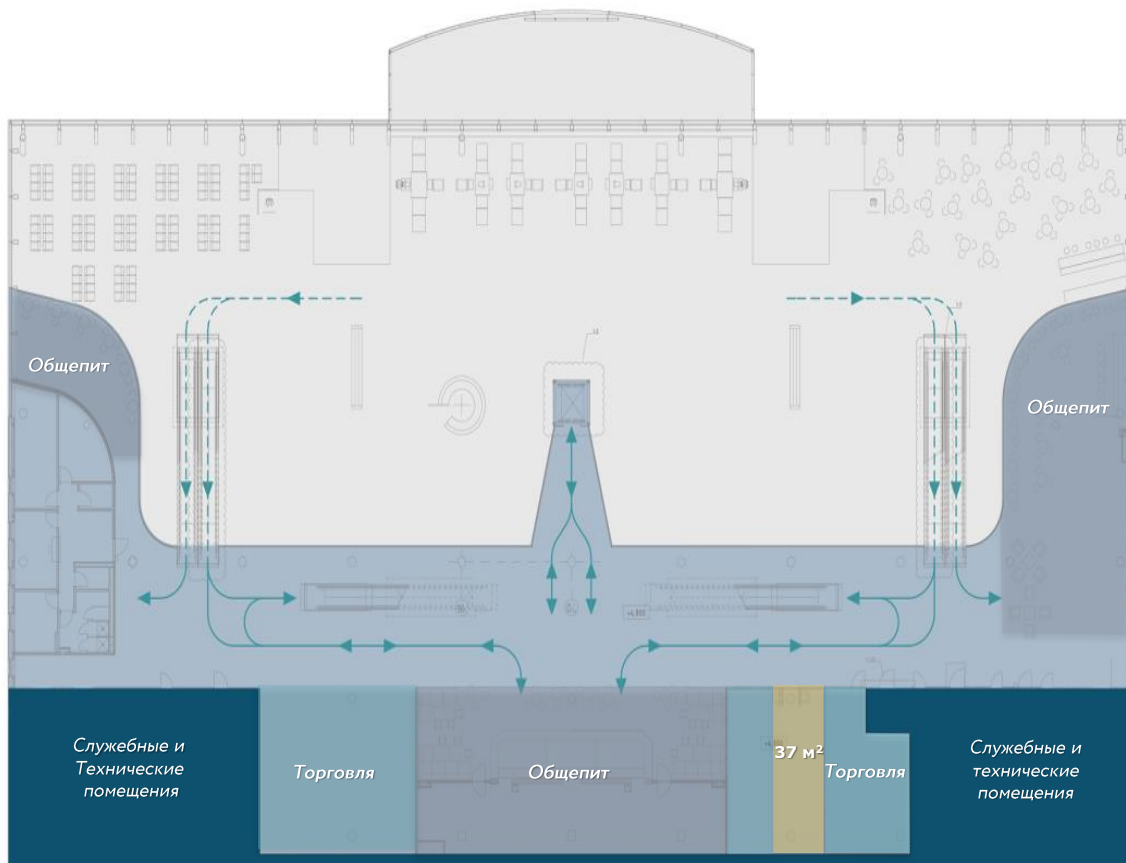 Общепит
Общепит
Служебные и
Технические
помещения
Торговля
Общепит
37 м²
Торговля
Служебные и
технические
помещения